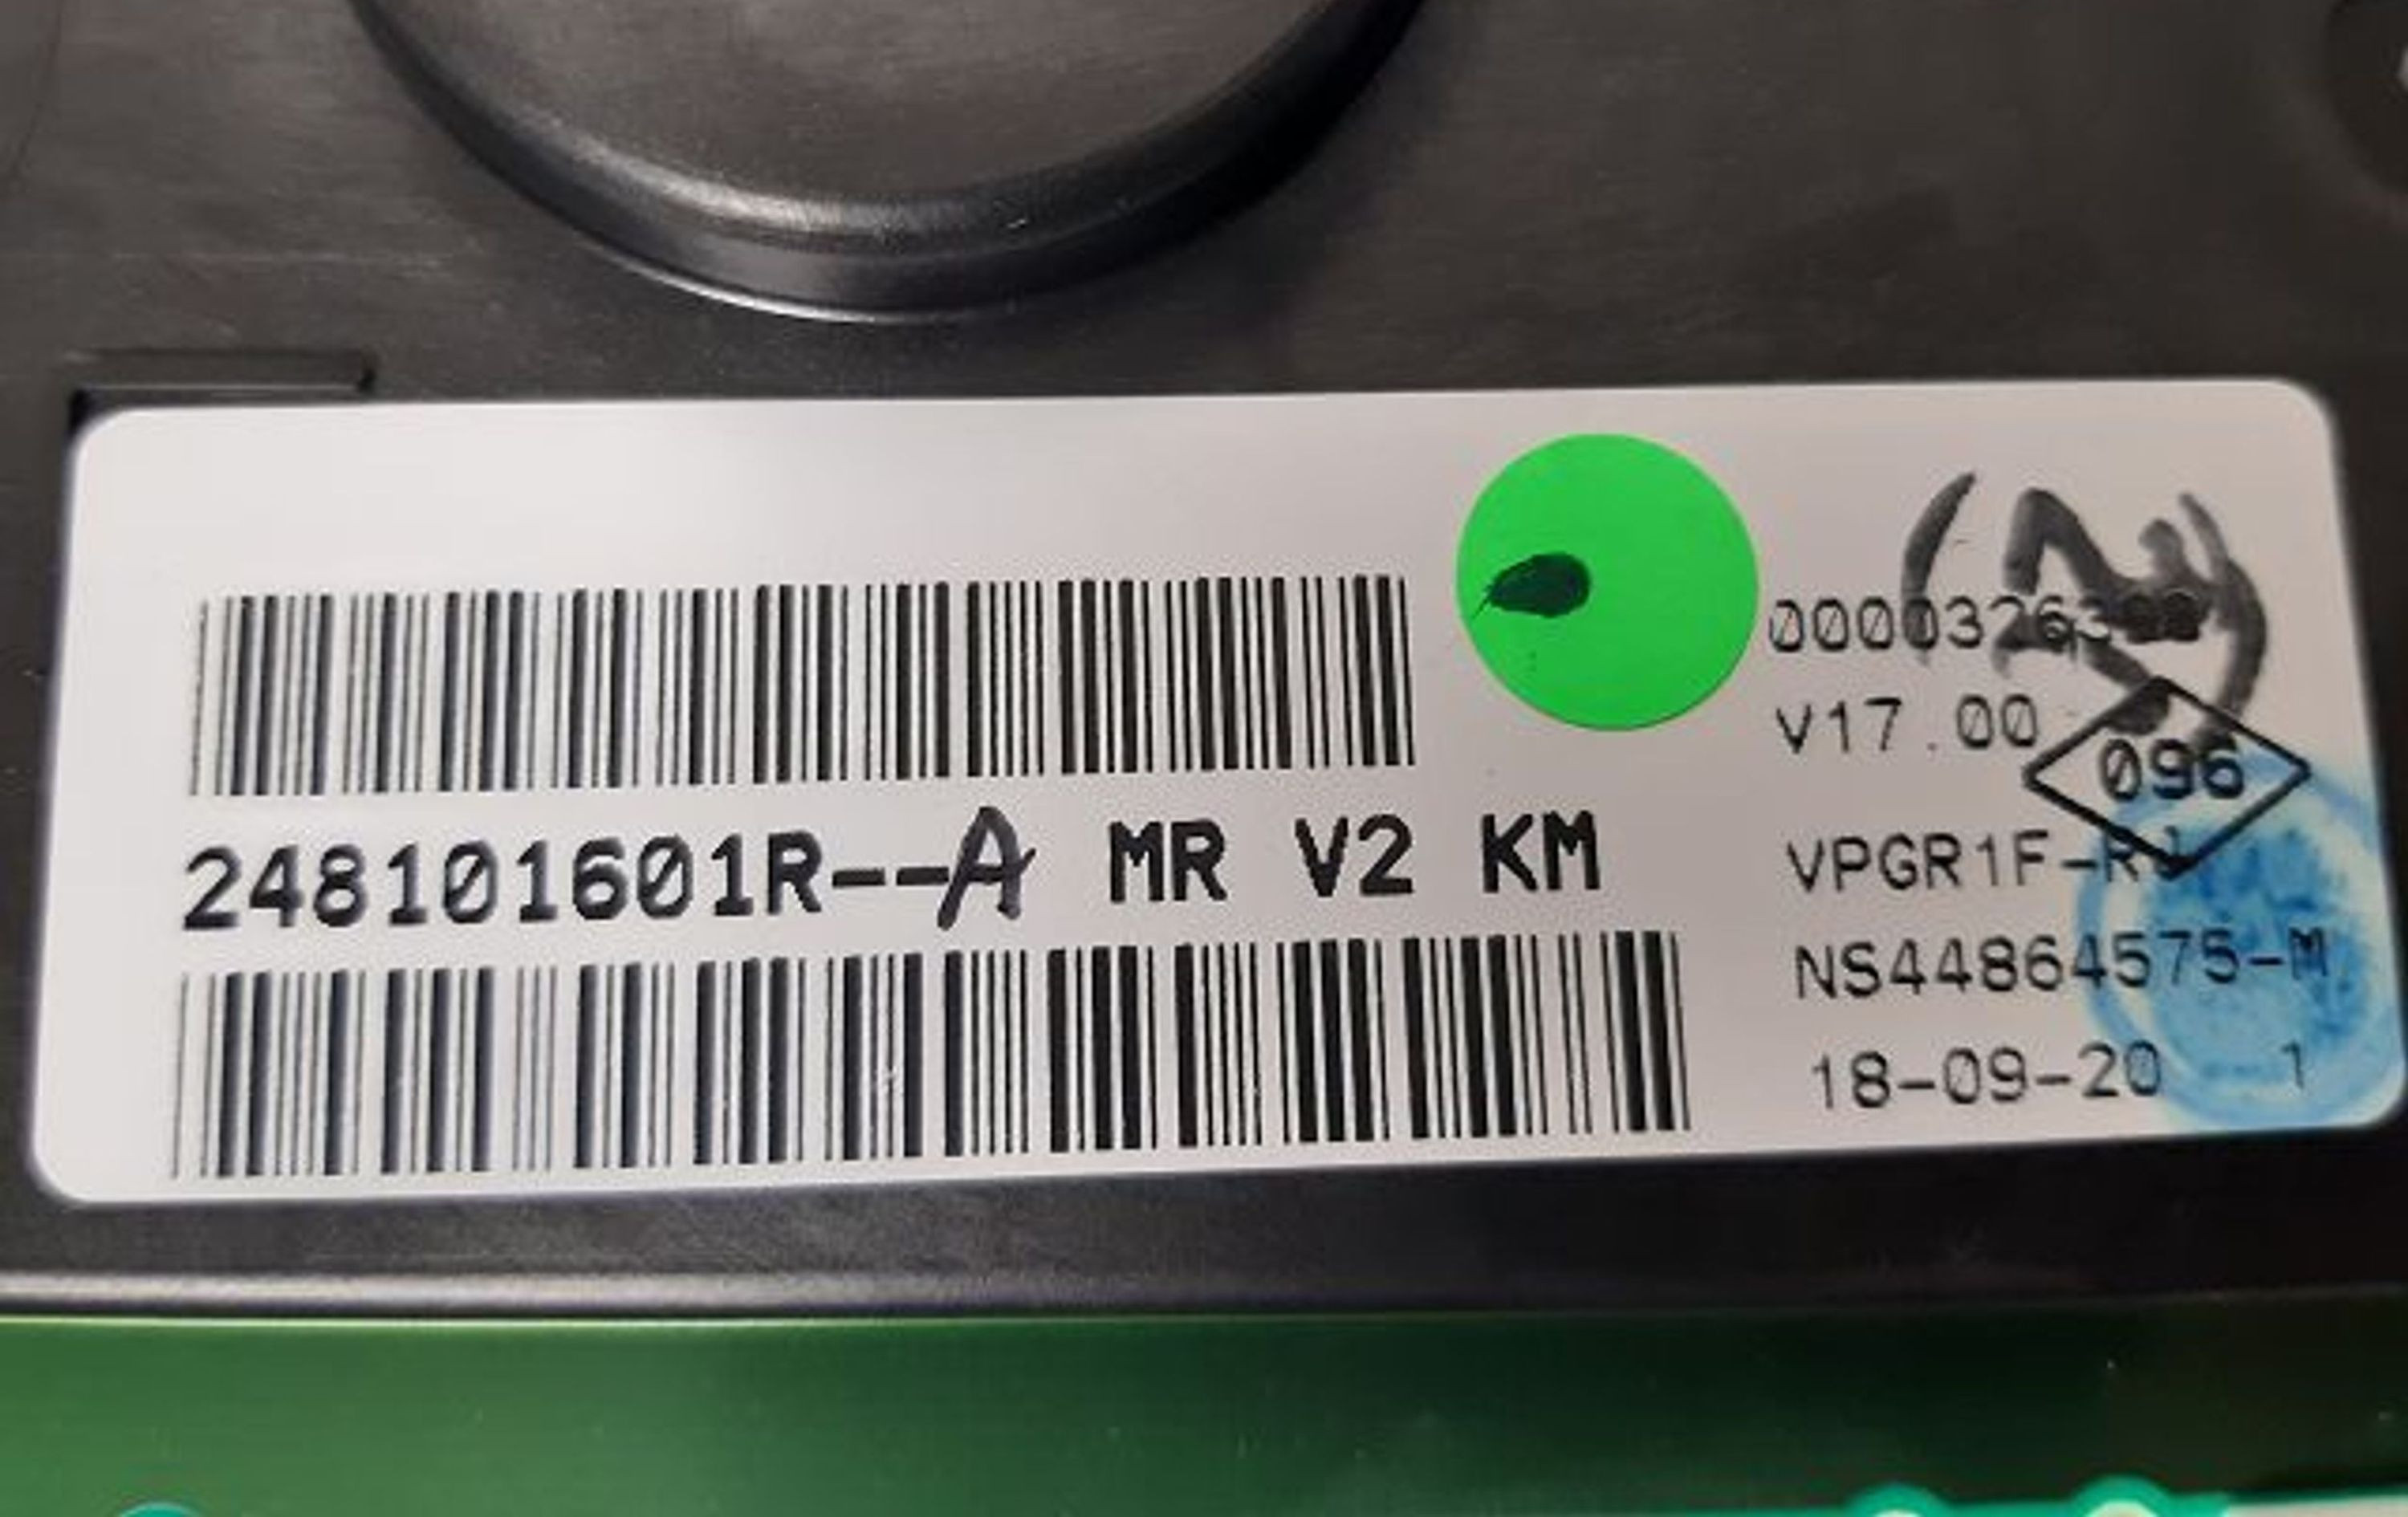 248101601R--A MR V2 KM
V17.00
096
NS44864575-M
18-09-20 1